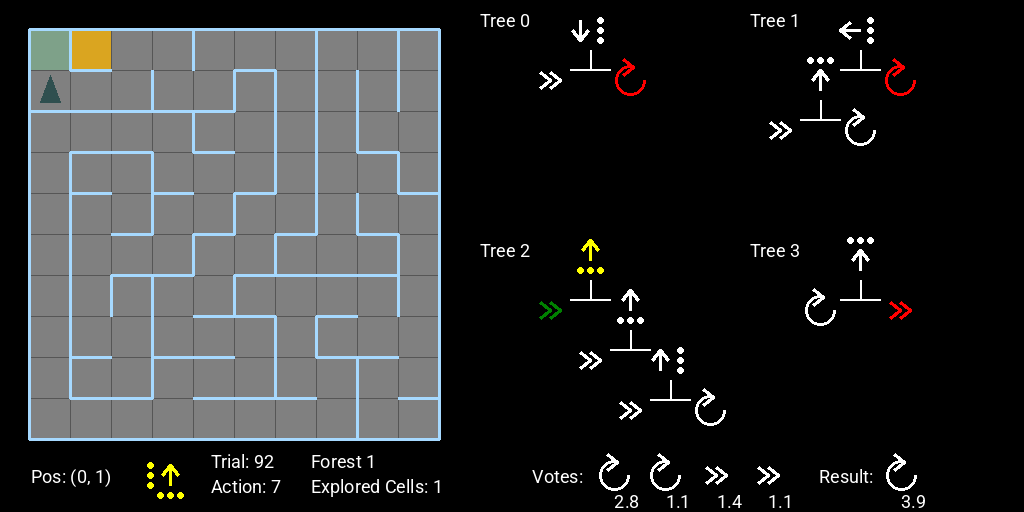 Tree 0
Tree 1
Tree 2
Tree 3
Pos: (0, 1)
Trial: 92
Forest 1
Action: 7
Explored Cells: 1
Votes:
Result:
2.8
1.1
1.4
1.1
3.9